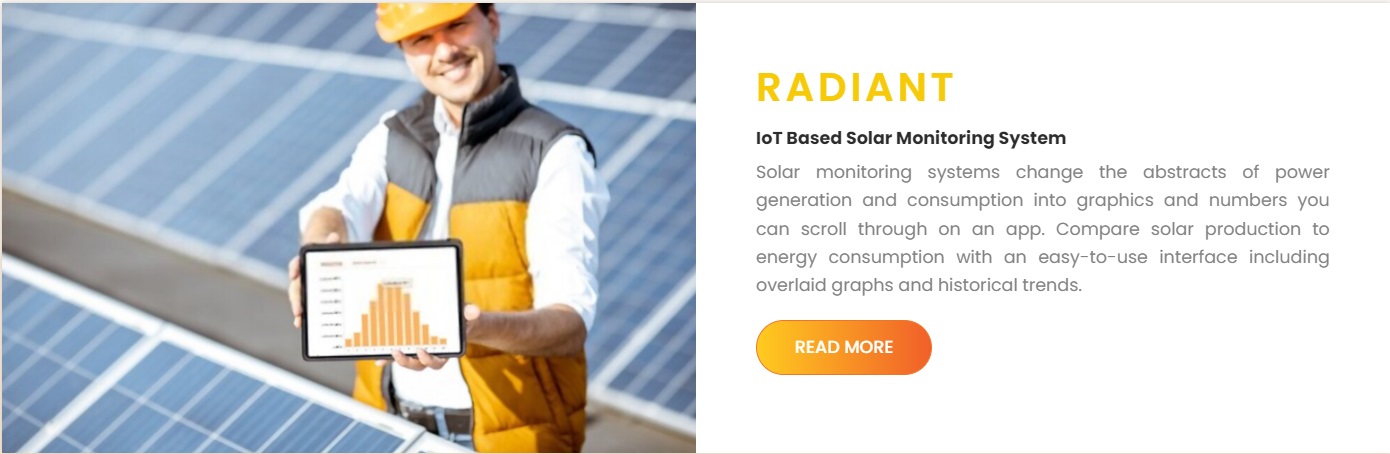 RADIANT
IoT Based Solar Monitoring System
Solar monitoring systems change the abstracts of power
generation and consumption into graphics and numbers you
can scroll through on an app. Compare solar production to
energy consumption with an easy-to-use interface including
overlaid graphs and historical trends.
READ MORE